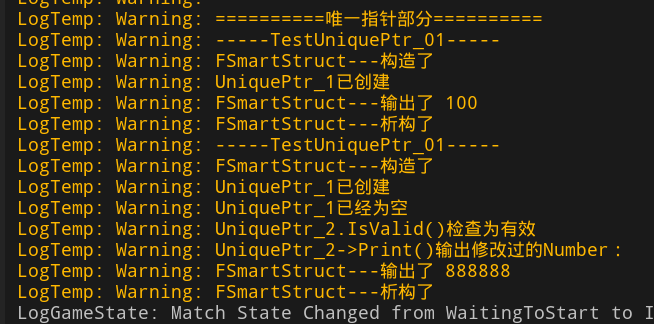 LogTemp: Warning:
LogTemp: Warning: ==========唯一指针部分==========
LogTemp: Warning: -----TestUniquePtr_01-----
LogTemp: Warning: FSmartStruct---构造了
LogTemp: Warning: UniquePtr_1已创建
LogTemp: Warning: FSmartStruct---输出了 100
LogTemp: Warning: FSmartStruct---析构了
LogTemp: Warning: -----TestUniquePtr_01-----
LogTemp: Warning: FSmartStruct---构造了
LogTemp: Warning: UniquePtr_1已创建
LogTemp: Warning: UniquePtr_1已经为空
LogTemp: Warning: UniquePtr_2.IsValid()检查为有效
LogTemp: Warning: UniquePtr_2->Print()输出修改过的Number：
LogTemp: Warning: FSmartStruct---输出了 888888
LogTemp: Warning: FSmartStruct---析构了
LogGameState: Match State Changed from WaitingToStart to